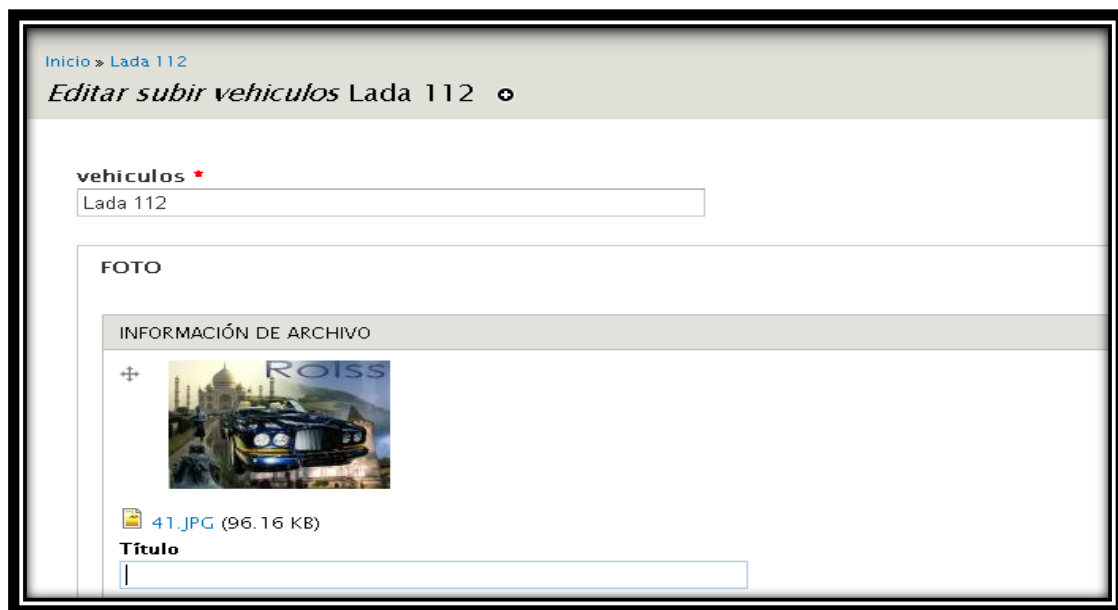 Inicio » Lada 112
Editar subir vehiculos Lada 112
vehiculos *
Lada 112
FOTO
INFORMACIÓN DE ARCHIVO
Rolss
41.JPG (96.16 KB)
Título